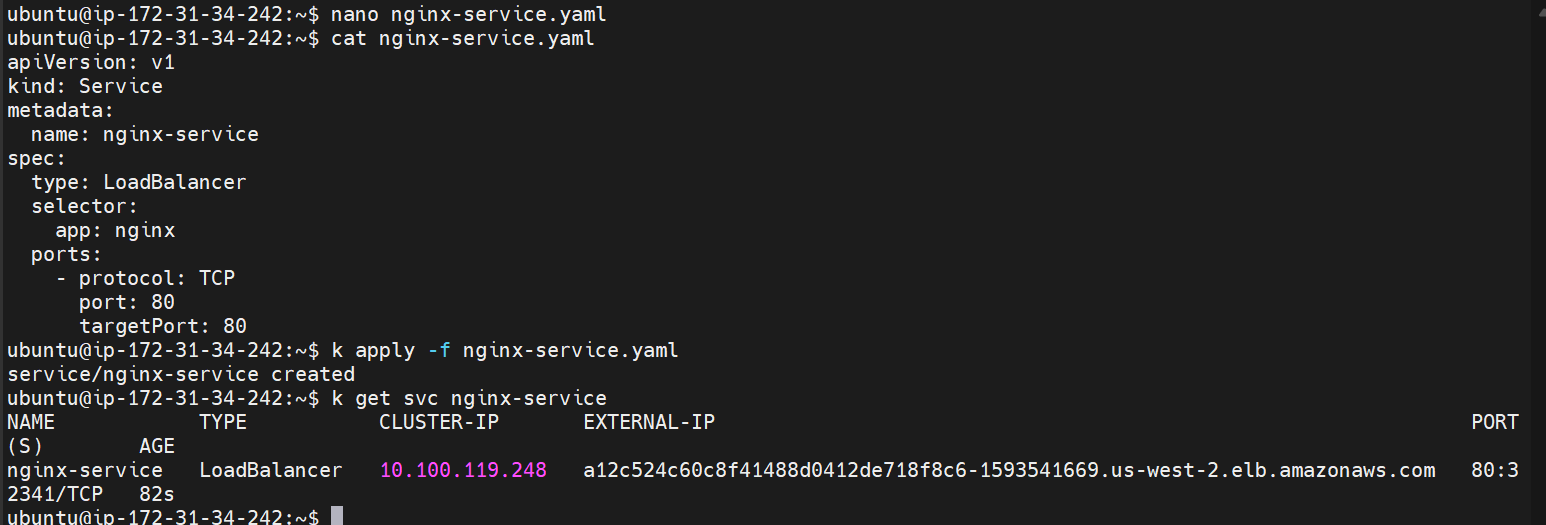 ubuntu@ip-172-31-34-242:~$ nano nginx-service.yaml
ubuntu@ip-172-31-34-242:~$ cat nginx-service.yaml
apiVersion: v1
kind: Service
metadata:
  name: nginx-service
spec:
  type: LoadBalancer
  selector:
    app: nginx
  ports:
    - protocol: TCP
      port: 80
      targetPort: 80
ubuntu@ip-172-31-34-242:~$ k apply -f nginx-service.yaml
service/nginx-service created
ubuntu@ip-172-31-34-242:~$ k get svc nginx-service
NAME            TYPE           CLUSTER-IP       EXTERNAL-IP                                                               PORT
(S)        AGE
nginx-service   LoadBalancer   10.100.119.248   a12c524c60c8f41488d0412de718f8c6-1593541669.us-west-2.elb.amazonaws.com   80:3
2341/TCP   82s
ubuntu@ip-172-31-34-242:~$